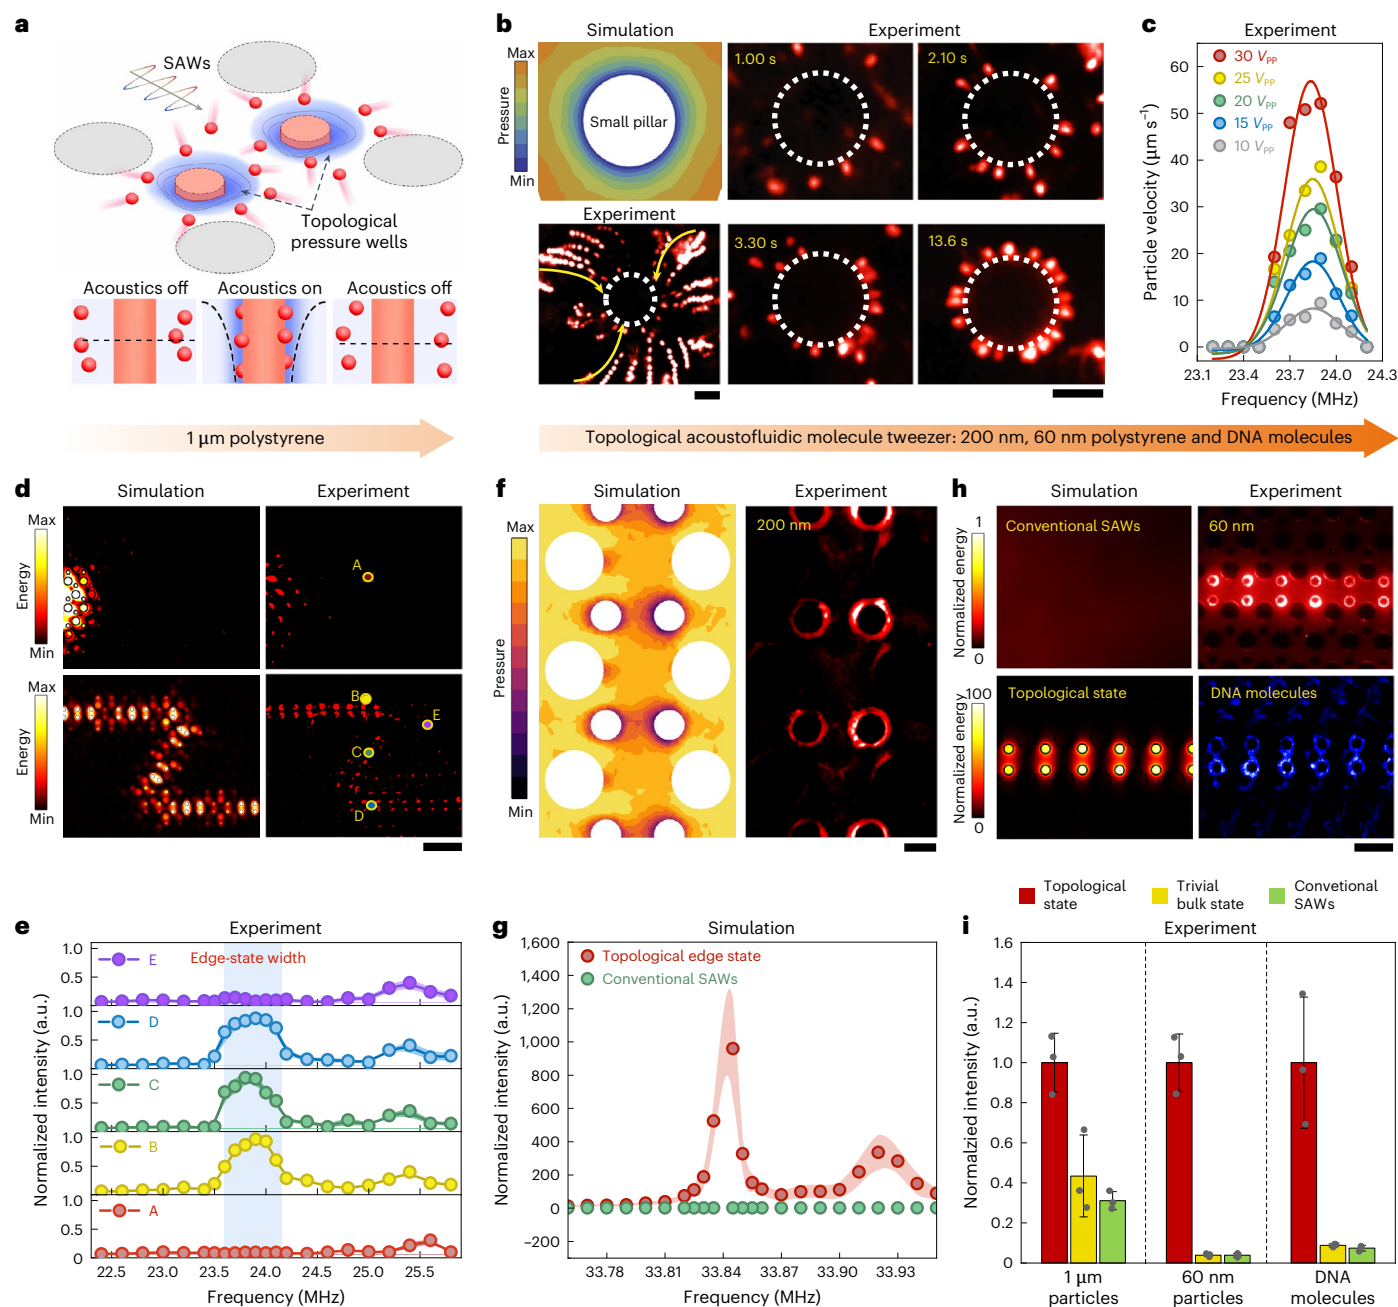 a
SAWs
Topological
pressure wells
Acoustics off
Acoustics on
Acoustics off
b
Simulation
Experiment
Max
Pressure
Min
Small pillar
1.00 s
2.10 s
Experiment
3.30 s
13.6 s
c
Experiment
30 VPP
25 VPP
20 VPP
15 VPP
10 VPP
Particle velocity (µm s−1)
60
50
40
30
20
10
0
23.1
23.4
23.7
24.0
24.3
Frequency (MHz)
1 µm polystyrene
Topological acoustofluidic molecule tweezer: 200 nm, 60 nm polystyrene and DNA molecules
d
Simulation
Experiment
Max
Energy
Min
A
Max
Energy
Min
B
E
C
D
f
Simulation
Experiment
Max
Pressure
Min
200 nm
h
Simulation
Experiment
1
Normalized energy
0
Conventional SAWs
60 nm
100
Normalized energy
0
Topological state
DNA molecules
e
Experiment
Normalized intensity (a.u.)
1.0
0.5
E
Edge-state width
1.0
0.5
D
1.0
0.5
C
1.0
0.5
B
1.0
0.5
0
A
22.5
23.0
23.5
24.0
24.5
25.0
25.5
Frequency (MHz)
g
Simulation
Normalized intensity (a.u.)
1,600
1,400
1,200
1,000
800
600
400
200
0
−200
Topological edge state
Conventional SAWs
33.78
33.81
33.84
33.87
33.90
33.93
Frequency (MHz)
Topological
state
Trivial
bulk state
Convetional
SAWs
i
Experiment
Normalzied intensity (a.u.)
1.6
1.4
1.2
1.0
0.8
0.6
0.4
0.2
0
1 µm
particles
60 nm
particles
DNA
molecules